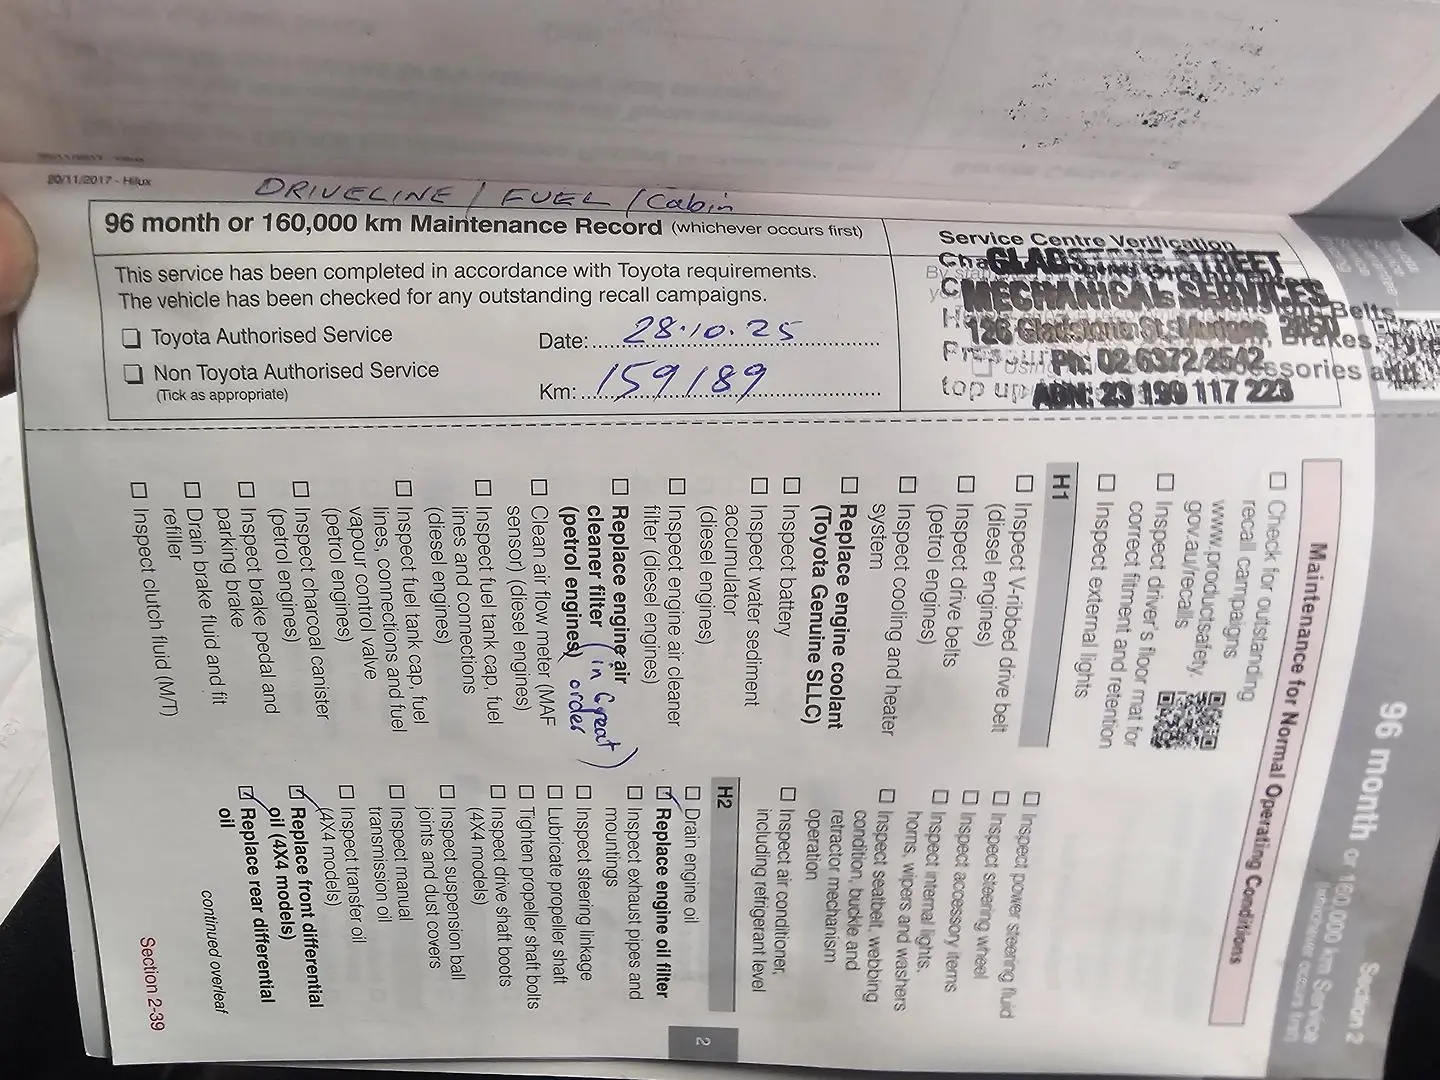 20/11/2017 - Hilux
DRIVELINE / FUEL / Cabin
96 month or 160,000 km Maintenance Record (whichever occurs first)
This service has been completed in accordance with Toyota requirements.
The vehicle has been checked for any outstanding recall campaigns.
Toyota Authorised Service
Non Toyota Authorised Service
(Tick as appropriate)
Date: 28.10.25
Km: 159189
Service Centre Verification
GLADSTONE STREET
MECHANICAL SERVICES
126 Gladstone St, Mudgee 2850
Ph: 02 6372 2542
ABN: 23 190 117 223
Belts,
Brakes, Tyre
top up
Section 2
96 month or 160,000 km Service
(whichever occurs first)
Maintenance for Normal Operating Conditions
Check for outstanding
recall campaigns
www.productsafety.
gov.au/recalls
Inspect driver's floor mat for
correct fitment and retention
Inspect external lights
H1
Inspect V-ribbed drive belt
(diesel engines)
Inspect drive belts
(petrol engines)
Inspect cooling and heater
system
Replace engine coolant
(Toyota Genuine SLLC)
Inspect battery
Inspect water sediment
accumulator
(diesel engines)
Inspect engine air cleaner
filter (diesel engines)
Replace engine air
cleaner filter
(petrol engines)
(in Great)
order
Clean air flow meter (MAF
sensor) (diesel engines)
Inspect fuel tank cap, fuel
lines and connections
(diesel engines)
Inspect fuel tank cap, fuel
lines, connections and fuel
vapour control valve
(petrol engines)
Inspect charcoal canister
(petrol engines)
Inspect brake pedal and
parking brake
Drain brake fluid and fit
refiller
Inspect clutch fluid (M/T)
Inspect power steering fluid
Inspect steering wheel
Inspect accessory items
Inspect internal lights,
horns, wipers and washers
Inspect seatbelt, webbing
condition, buckle and
retractor mechanism
operation
Inspect air conditioner,
including refrigerant level
H2
Drain engine oil
Replace engine oil filter
Inspect exhaust pipes and
mountings
Inspect steering linkage
Lubricate propeller shaft
Tighten propeller shaft bolts
Inspect drive shaft boots
(4X4 models)
Inspect suspension ball
joints and dust covers
Inspect manual
transmission oil
Inspect transfer oil
(4X4 models)
Replace front differential
oil (4X4 models)
Replace rear differential
oil
continued overleaf
2
Section 2-39